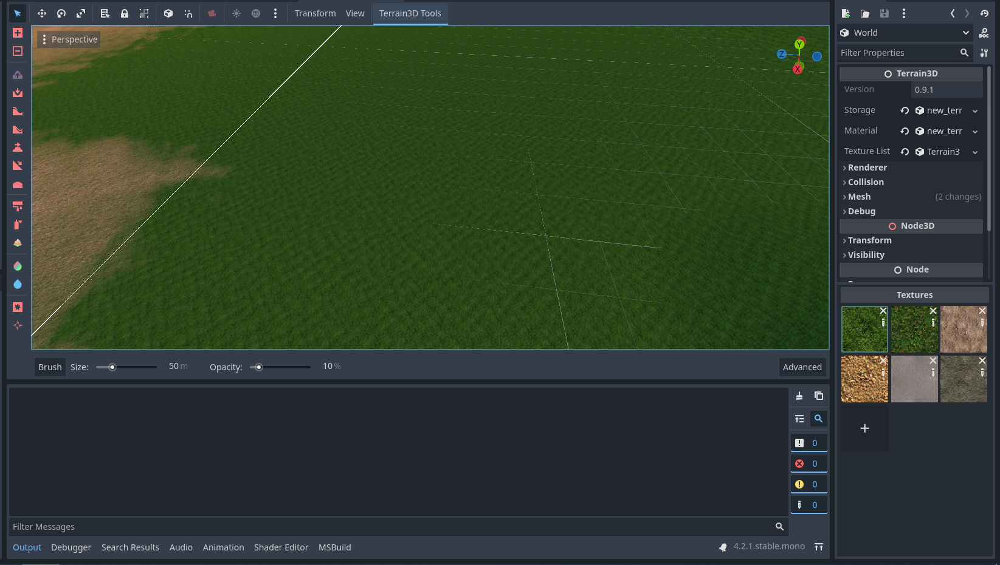 Transform View Terrain3D Tools
Perspective
Y
Z
X
Brush Size: 50 m Opacity: 10 % Advanced
0
0
0
0
Filter Messages
Output Debugger Search Results Audio Animation Shader Editor MSBuild 4.2.1.stable.mono
World
DOC
Filter Properties
Terrain3D
Version 0.9.1
Storage new_terr
Material new_terr
Texture List Terrain3
Renderer
Collision
Mesh (2 changes)
Debug
Node3D
Transform
Visibility
Node
Textures